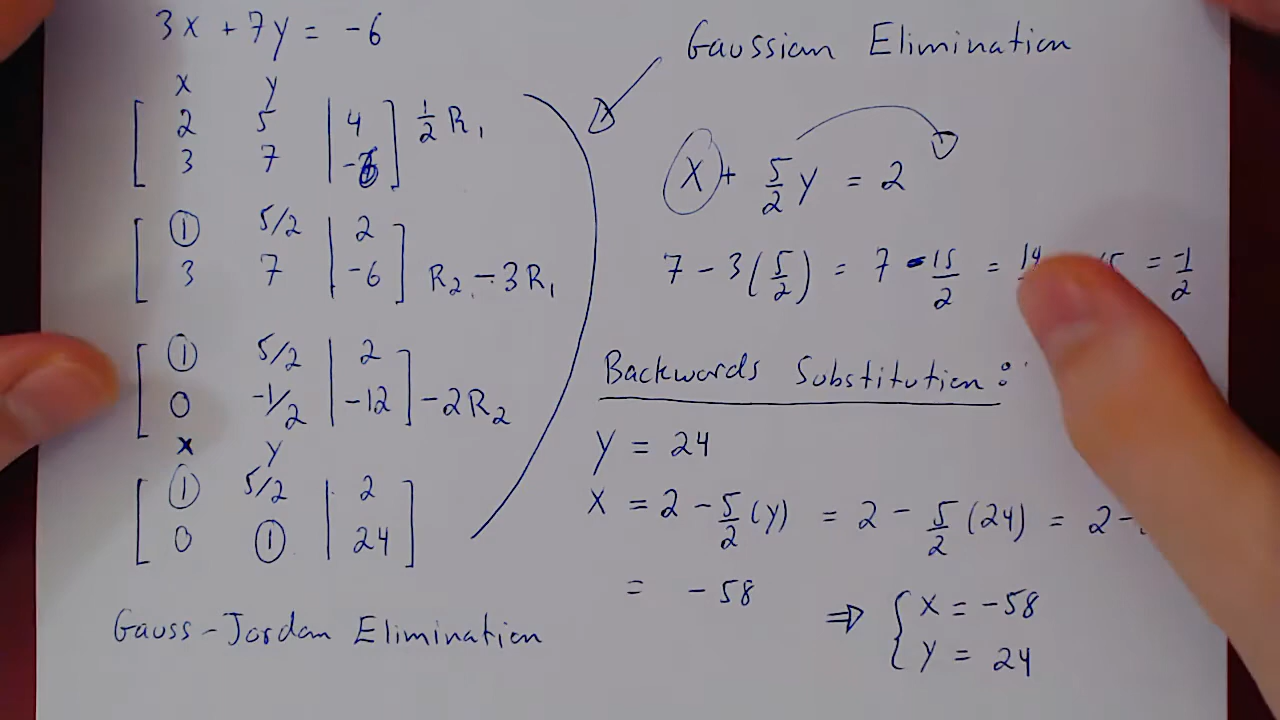 3x + 7y = -6
x y
[ 2 5 | 4 ] 1/2 R₁
[ 3 7 | -6 ]
[ 1 5/2 | 2 ]
[ 3 7 | -6 ] R₂ - 3R₁
[ 1 5/2 | 2 ]
[ 0 -1/2 | -12 ] -2R₂
x y
[ 1 5/2 | 2 ]
[ 0 1 | 24 ]
Gauss-Jordan Elimination
Gaussian Elimination
x + 5/2 y = 2
7 - 3(5/2) = 7 - 15/2 = 14 = -1/2
Backwards Substitution:
y = 24
x = 2 - 5/2 (y) = 2 - 5/2 (24) = 2 -
= -58
⇒ { x = -58
y = 24